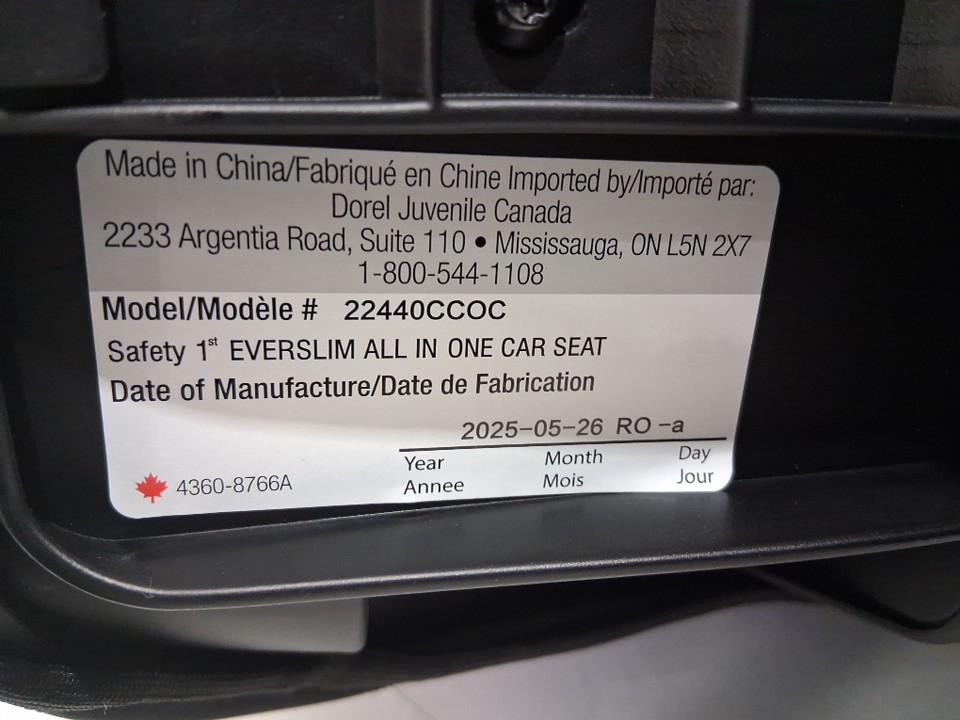 Made in China/Fabriqué en Chine Imported by/Importé par:
Dorel Juvenile Canada
2233 Argentia Road, Suite 110 • Mississauga, ON L5N 2X7
1-800-544-1108
Model/Modèle # 22440CCOC
Safety 1st EVERSLIM ALL IN ONE CAR SEAT
Date of Manufacture/Date de Fabrication
2025-05-26 RO -a
Year Month Day
Annee Mois Jour
4360-8766A